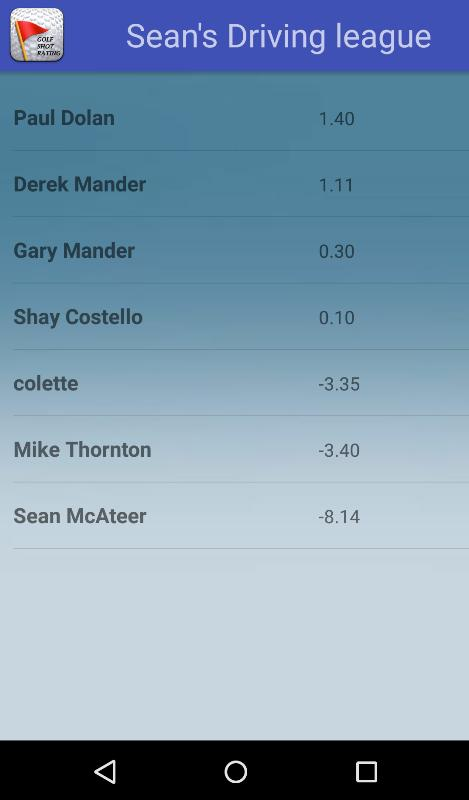 GOLF
SHOT
RATING
Sean's Driving league
Paul Dolan 1.40
Derek Mander 1.11
Gary Mander 0.30
Shay Costello 0.10
colette -3.35
Mike Thornton -3.40
Sean McAteer -8.14